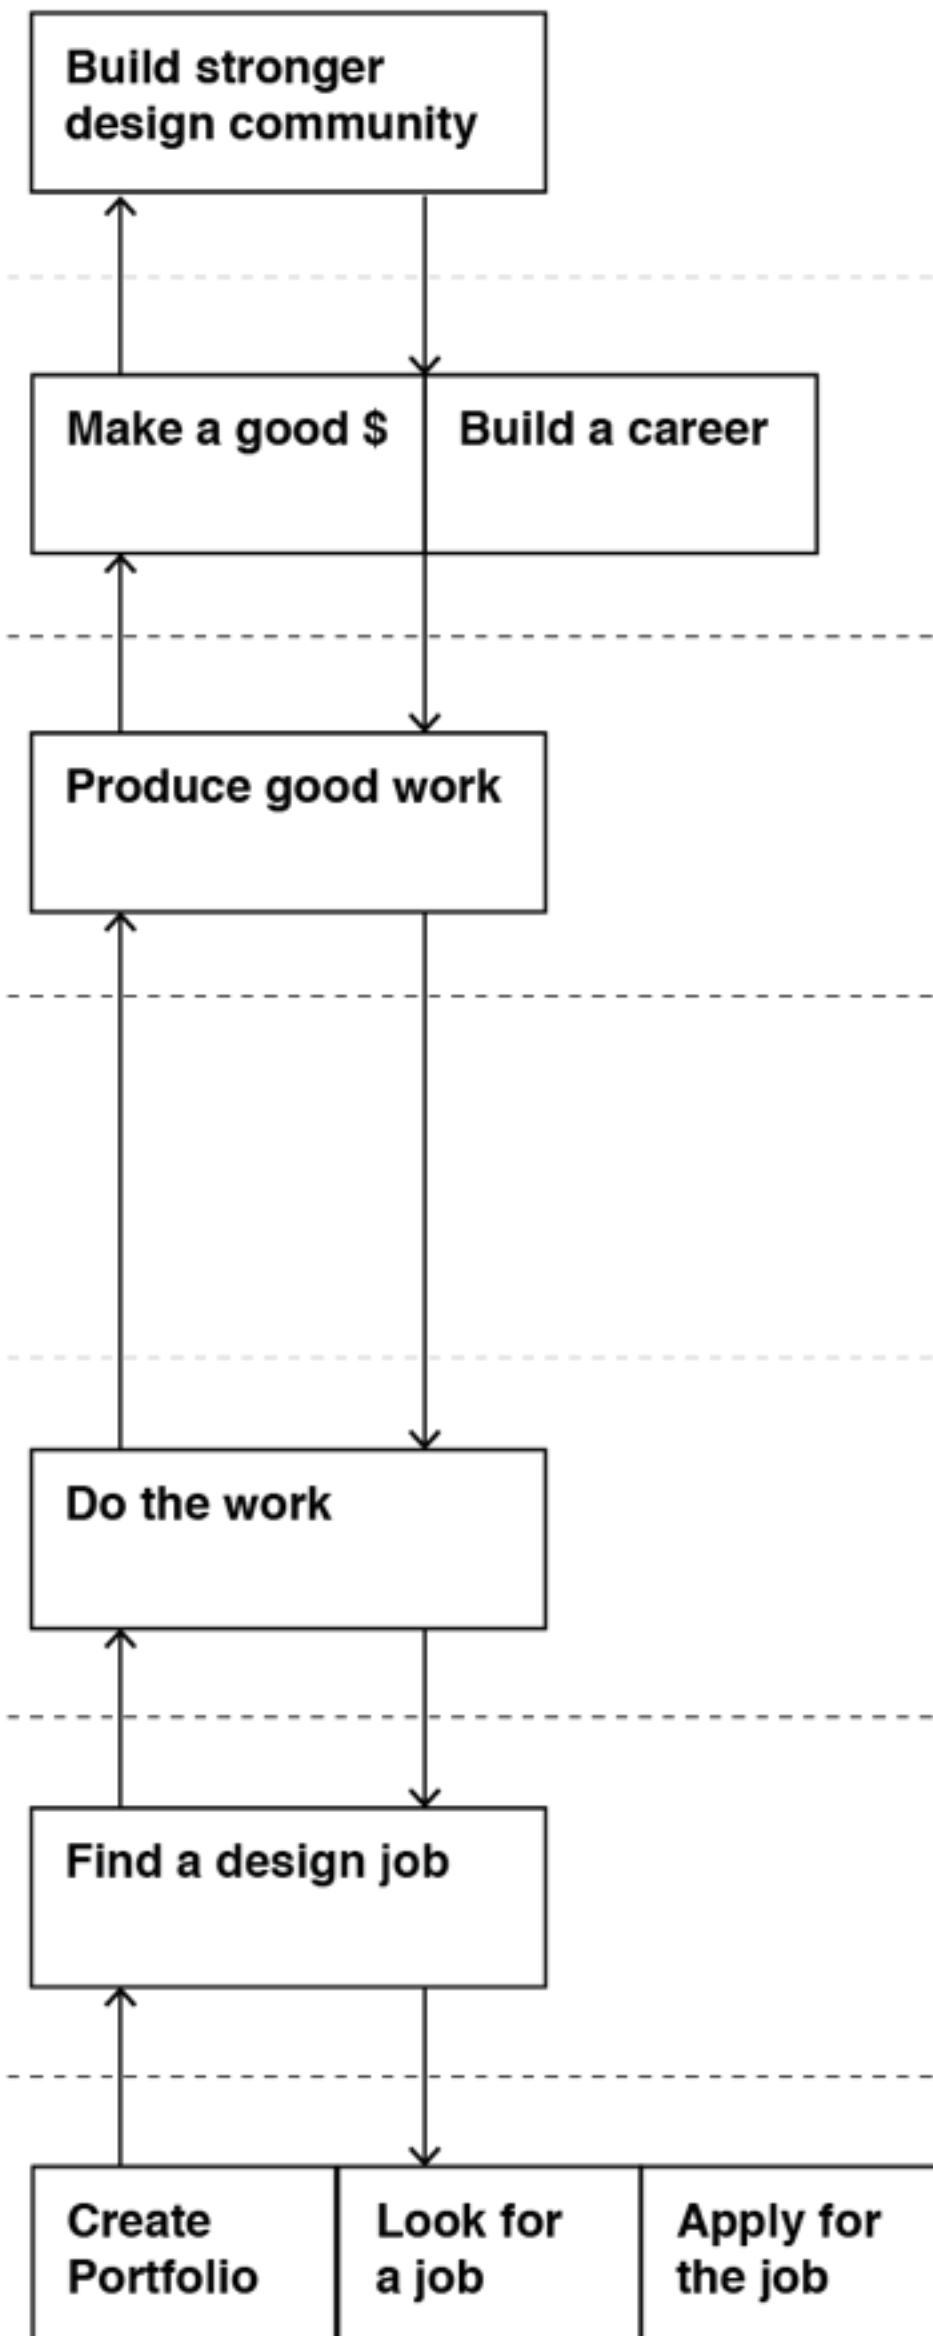 Build stronger
design community
Make a good $
Build a career
Produce good work
Do the work
Find a design job
Create
Portfolio
Look for
a job
Apply for
the job